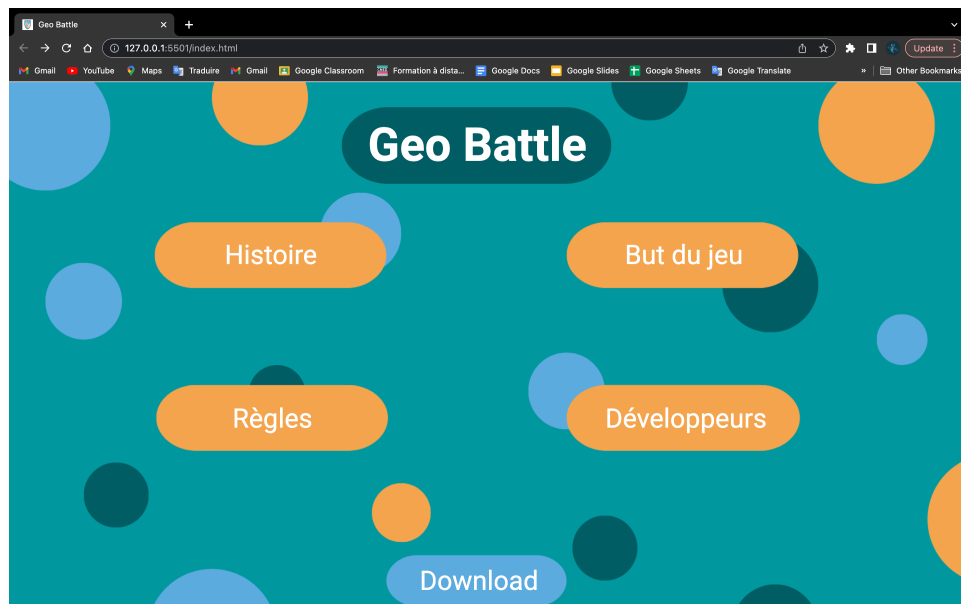 Geo Battle
127.0.0.1:5501/index.html
Update
Gmail YouTube Maps Traduire Gmail Google Classroom Formation à dista... Google Docs Google Slides Google Sheets Google Translate » Other Bookmarks
Geo Battle
Histoire
But du jeu
Règles
Développeurs
Download